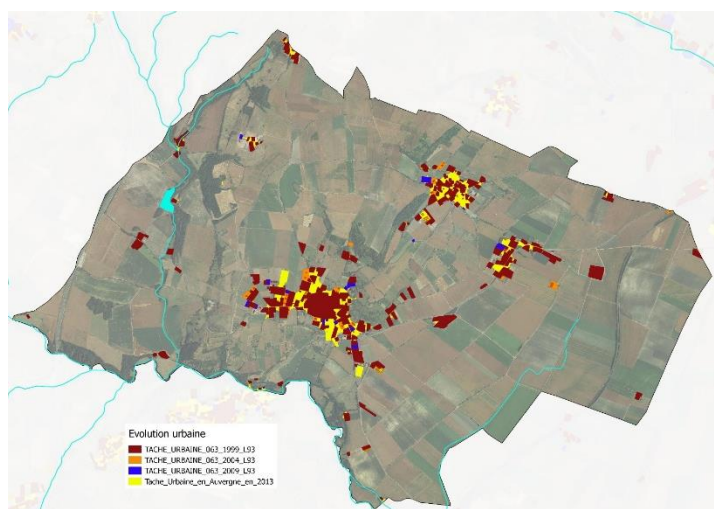 Evolution urbaine
TACHE_URBAINE_063_1999_L93
TACHE_URBAINE_063_2004_L93
TACHE_URBAINE_063_2009_L93
Tache_Urbaine_en_Auvergne_en_2013